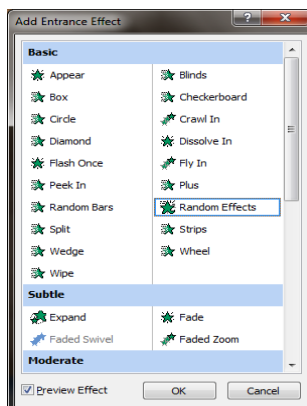 Add Entrance Effect
Basic
Appear Blinds
Box Checkerboard
Circle Crawl In
Diamond Dissolve In
Flash Once Fly In
Peek In Plus
Random Bars Random Effects
Split Strips
Wedge Wheel
Wipe
Subtle
Expand Fade
Faded Swivel Faded Zoom
Moderate
Preview Effect OK Cancel